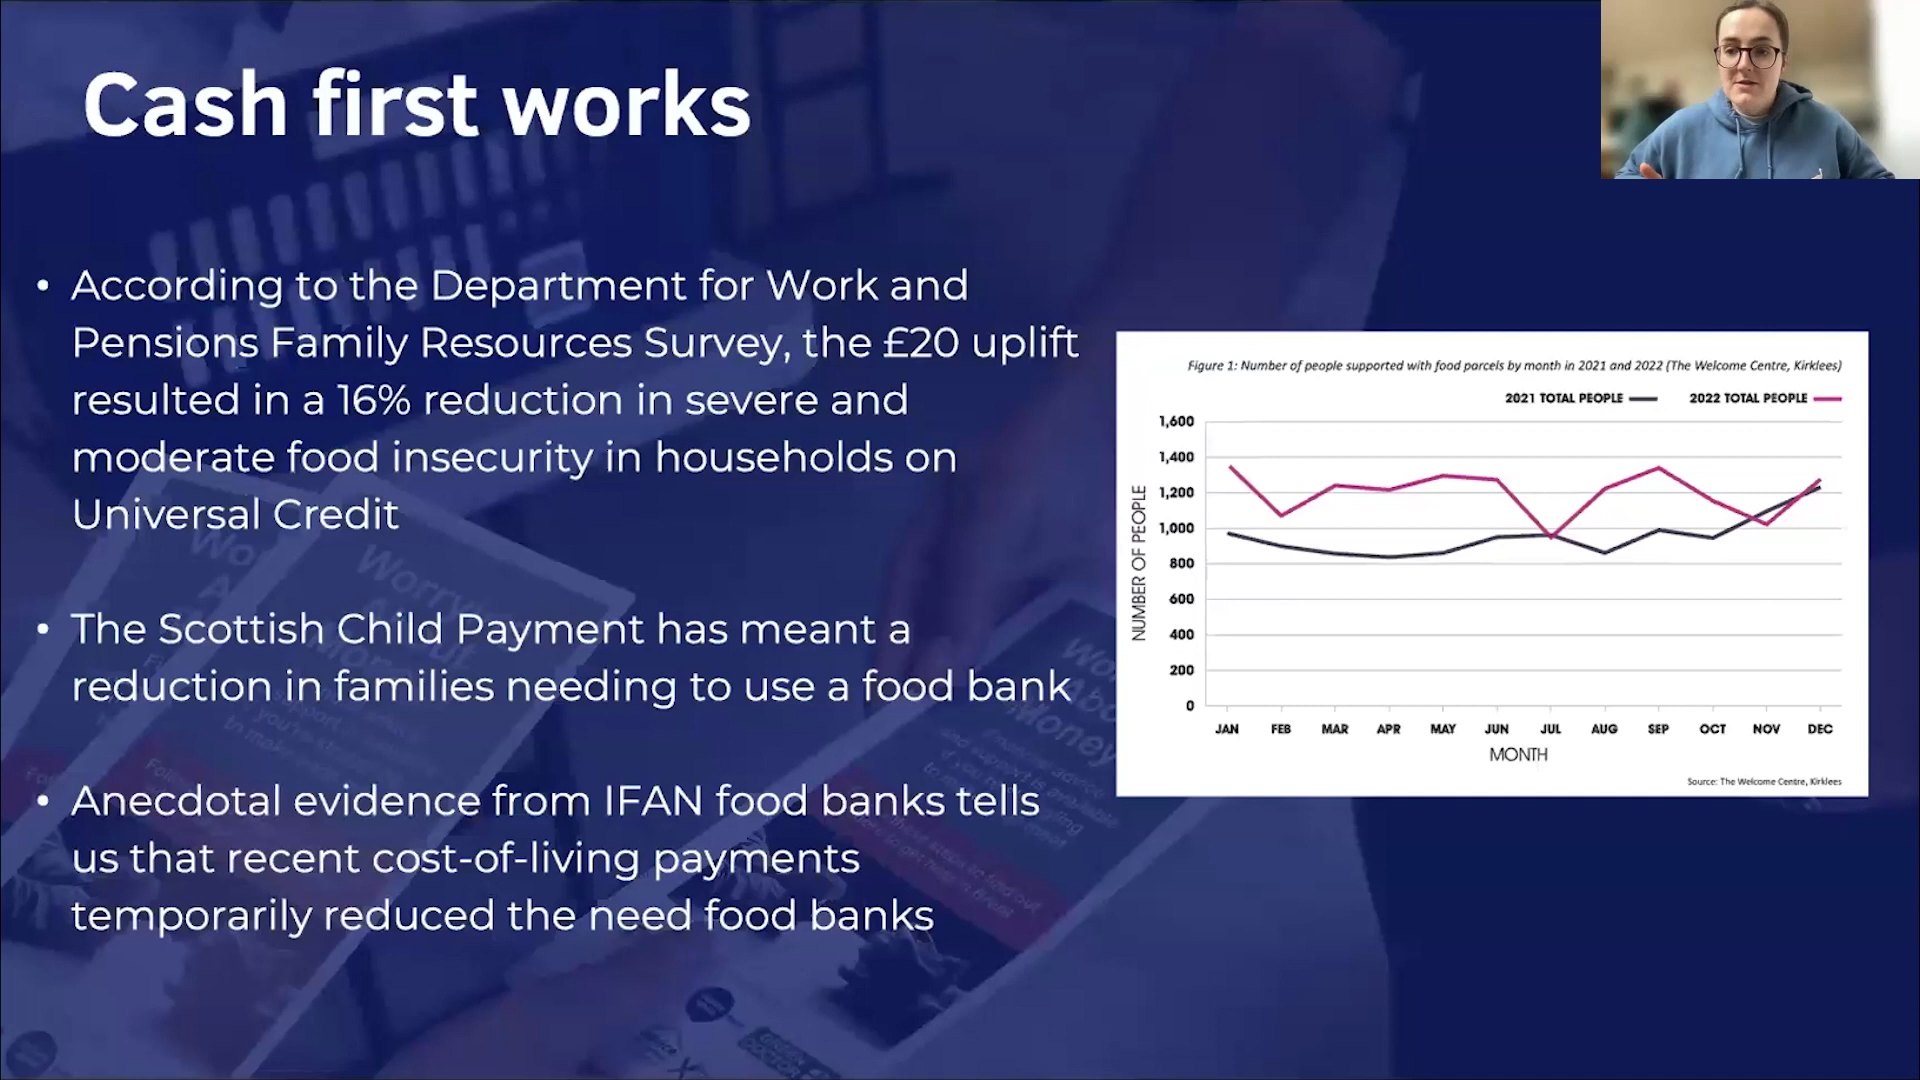 Cash first works
• According to the Department for Work and
Pensions Family Resources Survey, the £20 uplift
resulted in a 16% reduction in severe and
moderate food insecurity in households on
Universal Credit
• The Scottish Child Payment has meant a
reduction in families needing to use a food bank
• Anecdotal evidence from IFAN food banks tells
us that recent cost-of-living payments
temporarily reduced the need food banks
Figure 1: Number of people supported with food parcels by month in 2021 and 2022 (The Welcome Centre, Kirklees)
2021 TOTAL PEOPLE 2022 TOTAL PEOPLE
1,600
1,400
1,200
1,000
800
600
400
200
0
NUMBER OF PEOPLE
JAN FEB MAR APR MAY JUN JUL AUG SEP OCT NOV DEC
MONTH
Source: The Welcome Centre, Kirklees
Worrying
About
Money